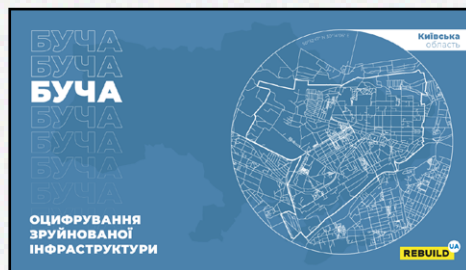 БУЧА
БУЧА
БУЧА
БУЧА
БУЧА
БУЧА
БУЧА
ОЦИФРУВАННЯ
ЗРУЙНОВАНОЇ
ІНФРАСТРУКТУРИ
Київська
область
REBUILD UA